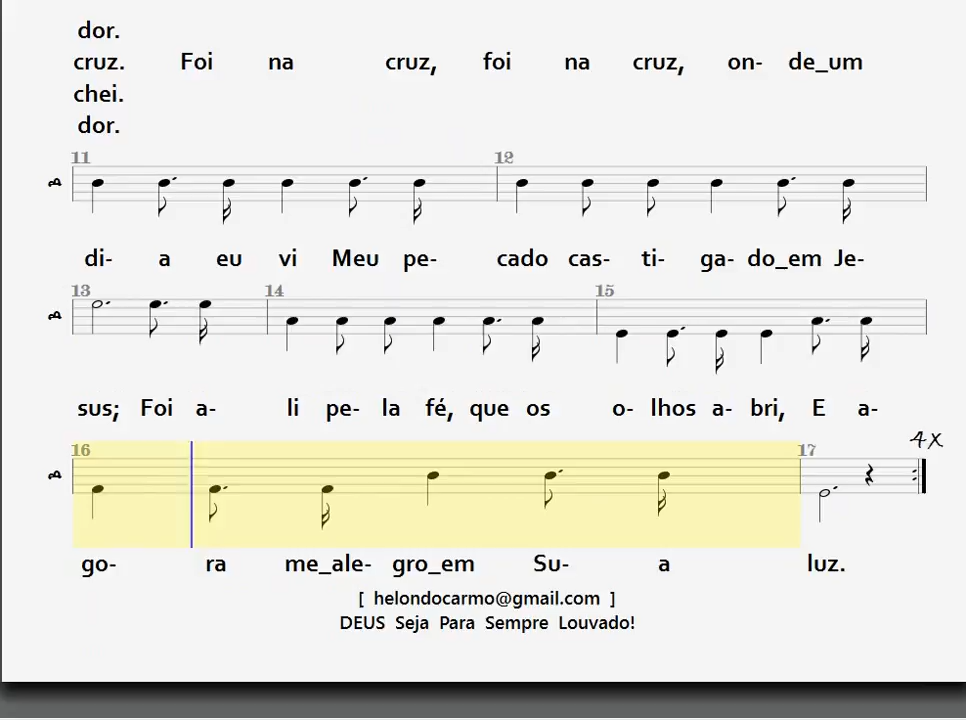 dor.
cruz. Foi na cruz, foi na cruz, on- de_um
chei.
dor.
11 12
di- a eu vi Meu pe- cado cas- ti- ga- do_em Je-
13 14 15
sus; Foi a- li pe- la fé, que os o- lhos a- bri, E a-
16 17 4X
go- ra me_ale- gro_em Su- a luz.
[ helondocarmo@gmail.com ]
DEUS Seja Para Sempre Louvado!